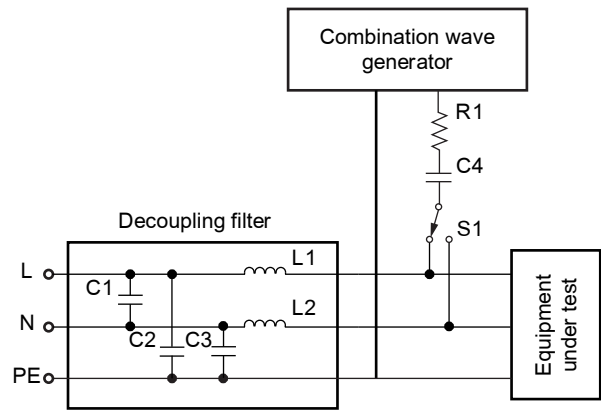 Combination wave
generator
R1
C4
S1
Decoupling filter
L
L1
C1
N
L2
C2
C3
PE
Equipment
under test